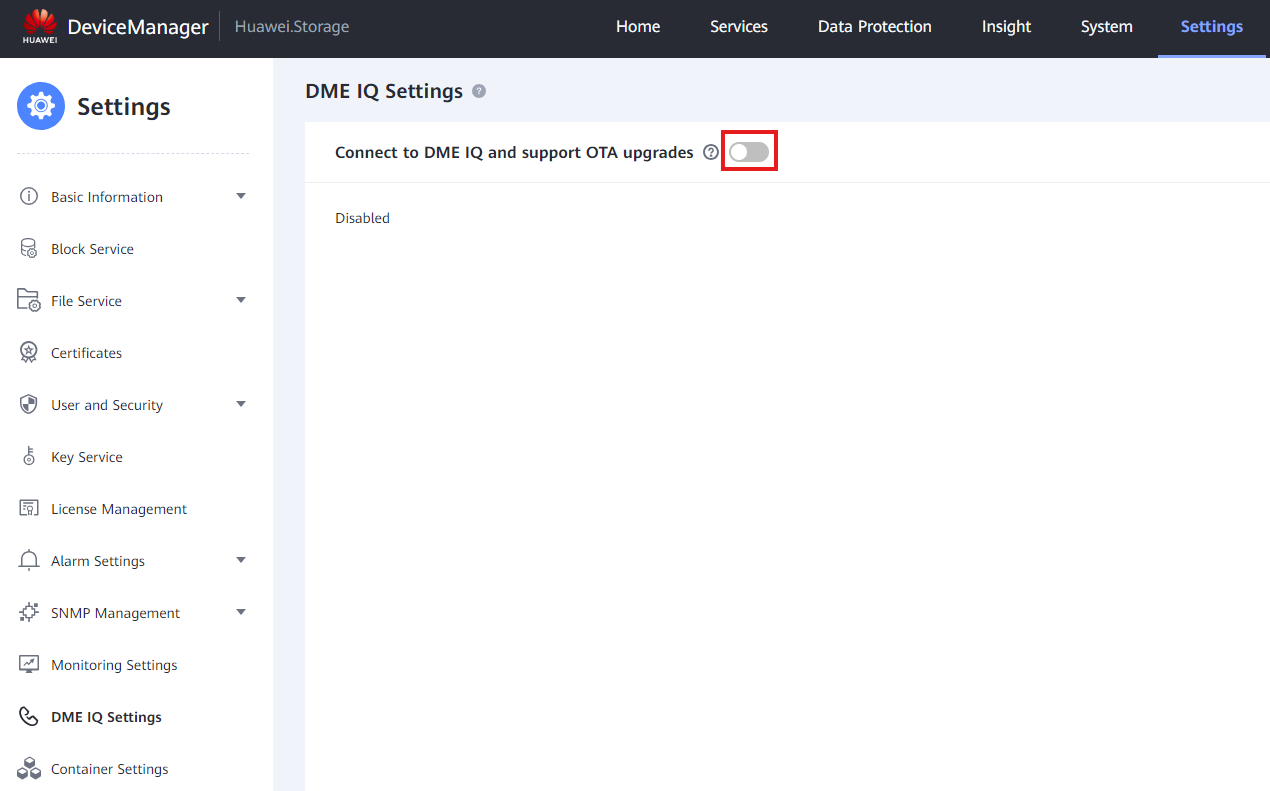 HUAWEI DeviceManager Huawei.Storage Home Services Data Protection Insight System Settings
Settings
Basic Information
Block Service
File Service
Certificates
User and Security
Key Service
License Management
Alarm Settings
SNMP Management
Monitoring Settings
DME IQ Settings
Container Settings
DME IQ Settings ?
Connect to DME IQ and support OTA upgrades ?
Disabled